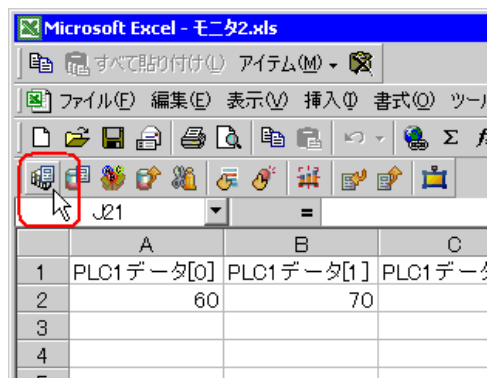 Microsoft Excel - モニタ2.xls
すべて貼り付け(L) アイテム(M)
ファイル(F) 編集(E) 表示(V) 挿入(I) 書式(O) ツール
Σ
J21 =
A B C
1 PLC1データ[0] PLC1データ[1] PLC1データ
2 60 70
3
4